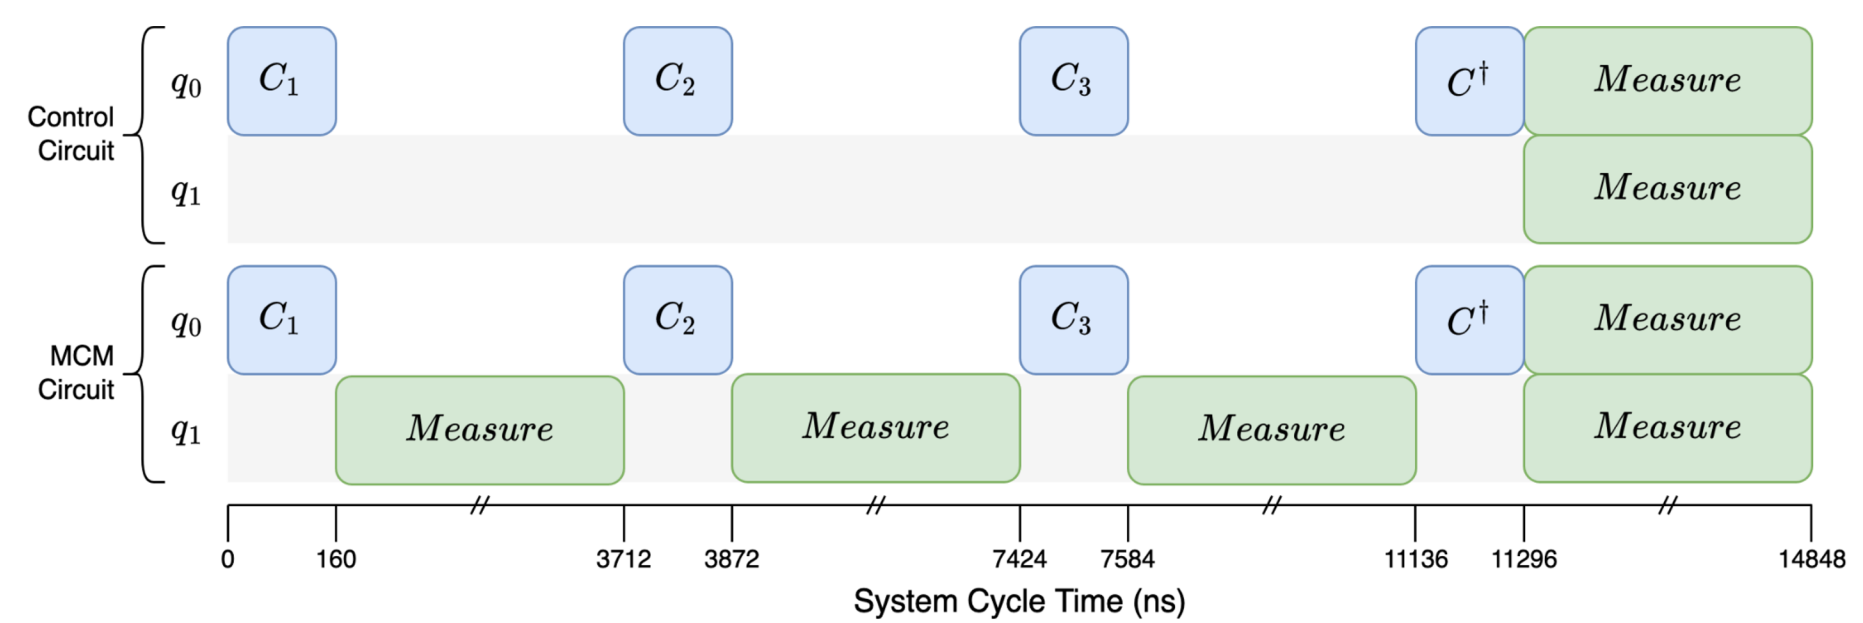 Control
Circuit
q₀
C₁
C₂
C₃
C†
Measure
q₁
Measure
MCM
Circuit
q₀
C₁
C₂
C₃
C†
Measure
q₁
Measure
Measure
Measure
Measure
0 160 3712 3872 7424 7584 11136 11296 14848
System Cycle Time (ns)